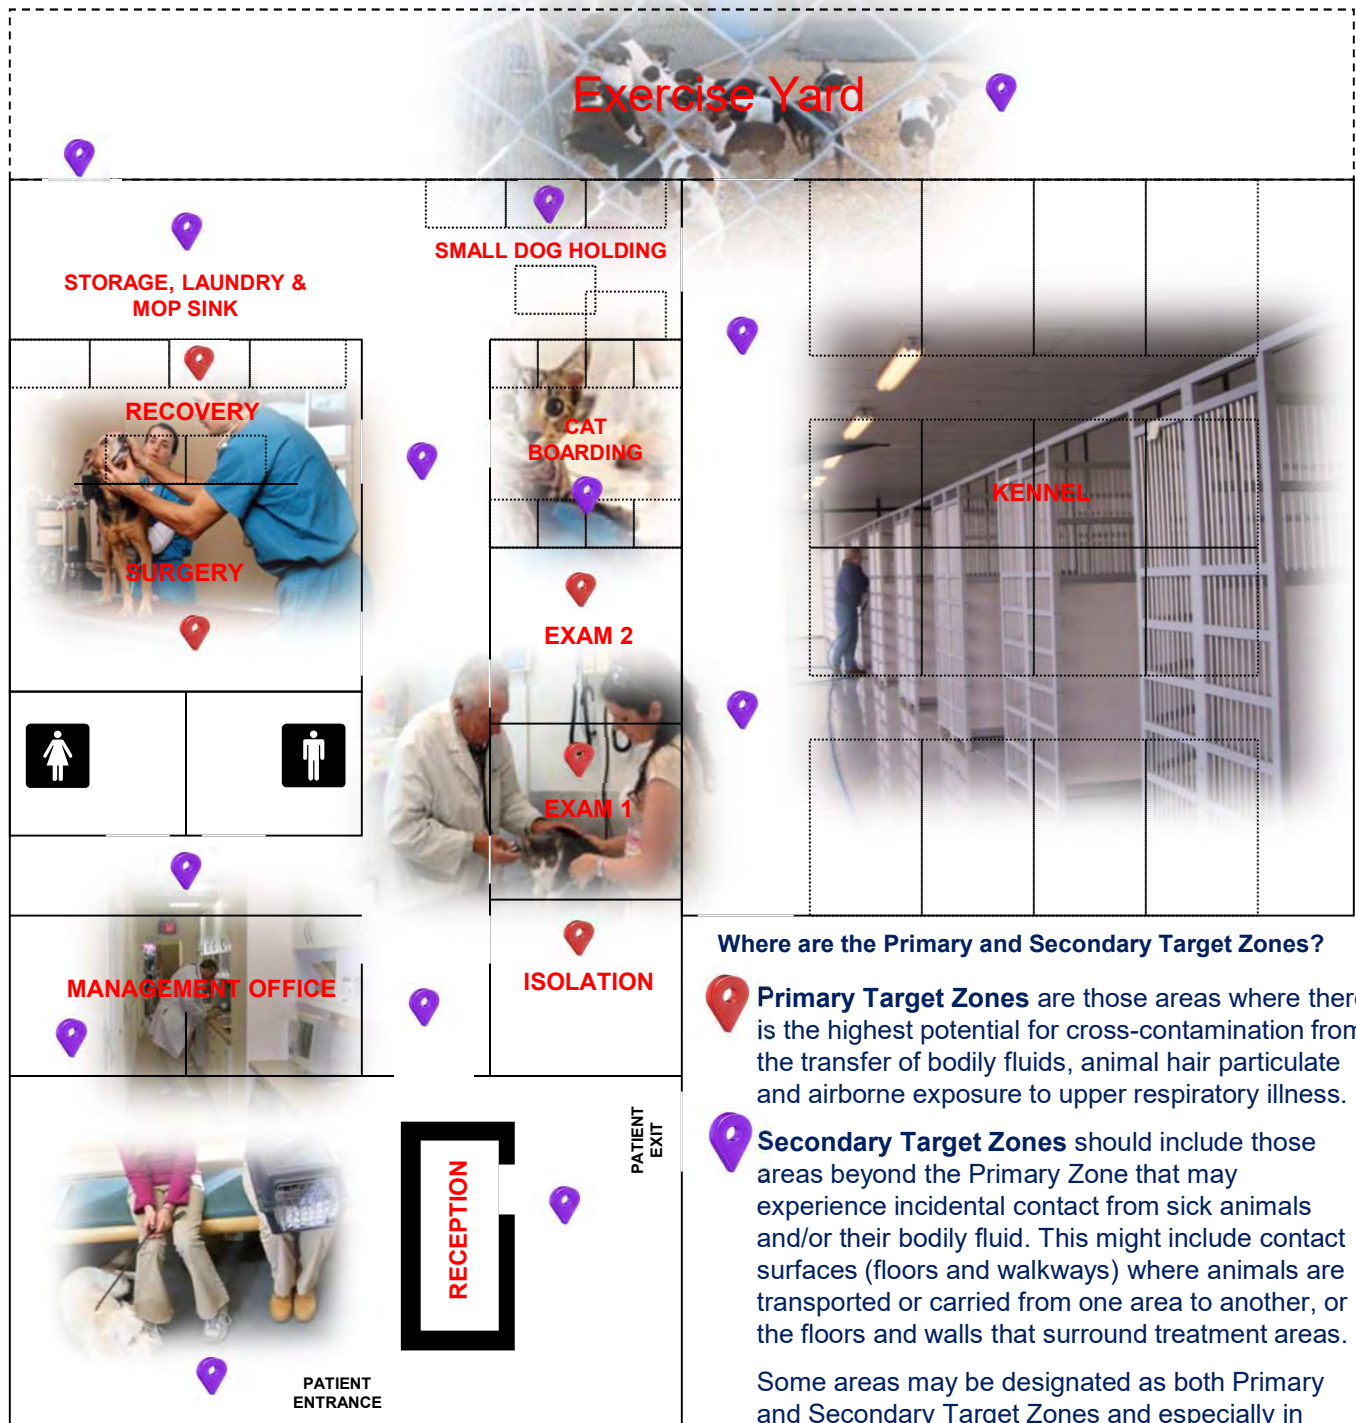 Exercise Yard
SMALL DOG HOLDING
STORAGE, LAUNDRY &
MOP SINK
RECOVERY
CAT
BOARDING
KENNEL
SURGERY
EXAM 2
EXAM 1
ISOLATION
MANAGEMENT OFFICE
PATIENT
EXIT
RECEPTION
PATIENT
ENTRANCE
Where are the Primary and Secondary Target Zones?
Primary Target Zones are those areas where there
is the highest potential for cross-contamination from
the transfer of bodily fluids, animal hair particulate
and airborne exposure to upper respiratory illness.
Secondary Target Zones should include those
areas beyond the Primary Zone that may
experience incidental contact from sick animals
and/or their bodily fluid. This might include contact
surfaces (floors and walkways) where animals are
transported or carried from one area to another, or
the floors and walls that surround treatment areas.
Some areas may be designated as both Primary
and Secondary Target Zones and especially in